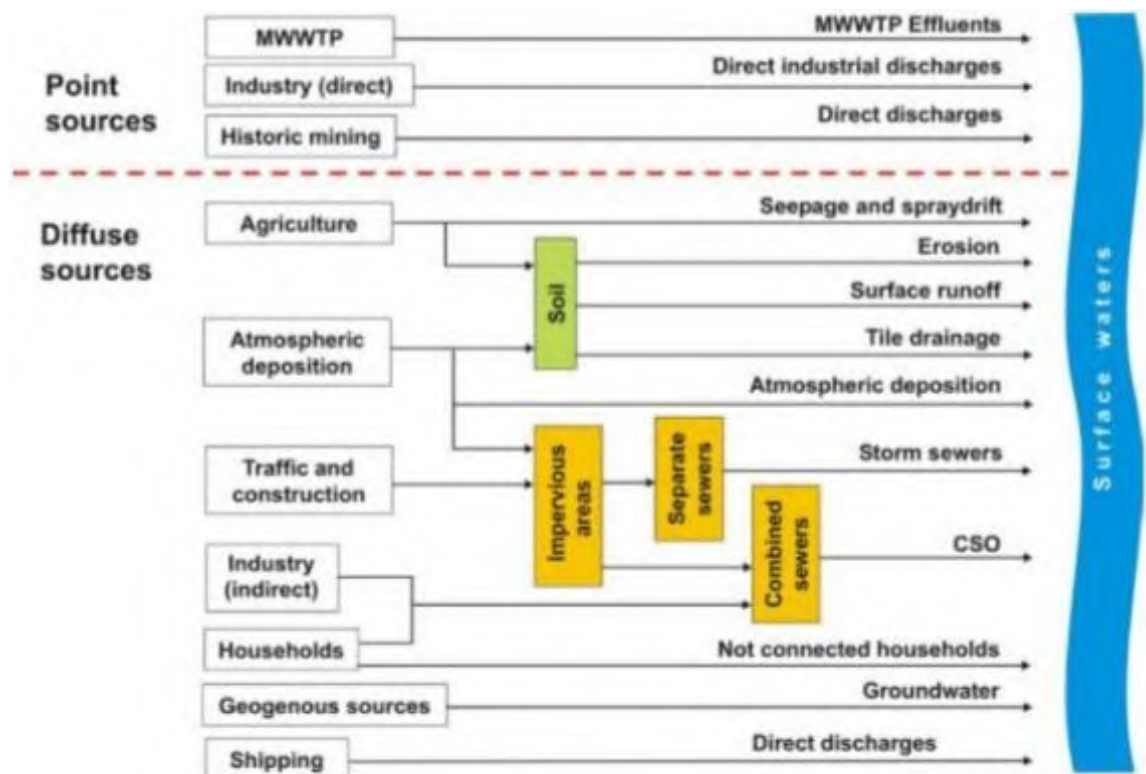 MWWTP
MWWTP Effluents
Point
sources
Industry (direct)
Direct industrial discharges
Historic mining
Direct discharges
Diffuse
sources
Agriculture
Seepage and spraydrift
Soil
Erosion
Surface runoff
Tile drainage
Atmospheric
deposition
Atmospheric deposition
Traffic and
construction
Impervious
areas
Separate
sewers
Storm sewers
Industry
(indirect)
Combined
sewers
CSO
Households
Not connected households
Geogenous sources
Groundwater
Shipping
Direct discharges
Surface waters